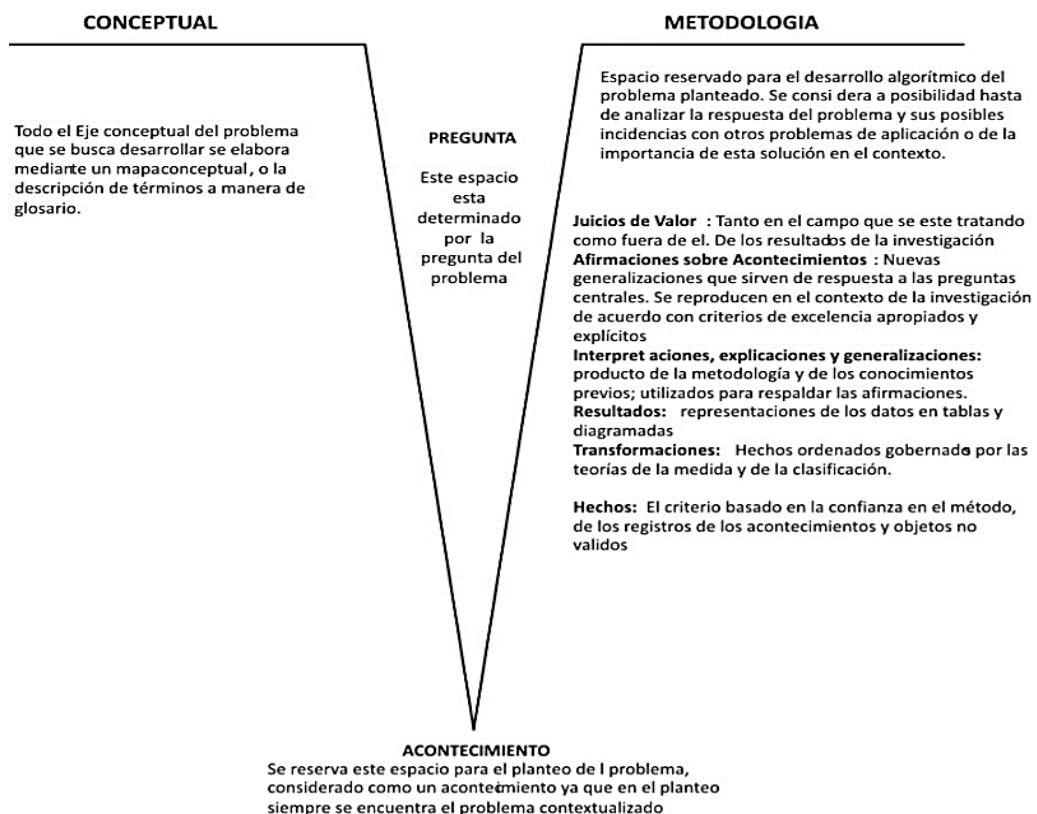 CONCEPTUAL
Todo el Eje conceptual del problema
que se busca desarrollar se elabora
mediante un mapaconceptual, o la
descripción de términos a manera de
glosario.
PREGUNTA
Este espacio
esta
determinado
por la
pregunta del
problema
METODOLOGIA
Espacio reservado para el desarrollo algorítmico del
problema planteado. Se consi dera a posibilidad hasta
de analizar la respuesta del problema y sus posibles
incidencias con otros problemas de aplicación o de la
importancia de esta solución en el contexto.
Juicios de Valor : Tanto en el campo que se este tratando
como fuera de el. De los resultados de la investigación
Afirmaciones sobre Acontecimientos : Nuevas
generalizaciones que sirven de respuesta a las preguntas
centrales. Se reproducen en el contexto de la investigación
de acuerdo con criterios de excelencia apropiados y
explícitos
Interpret aciones, explicaciones y generalizaciones:
producto de la metodología y de los conocimientos
previos; utilizados para respaldar las afirmaciones.
Resultados: representaciones de los datos en tablas y
diagramadas
Transformaciones: Hechos ordenados gobernado por las
teorías de la medida y de la clasificación.
Hechos: El criterio basado en la confianza en el método,
de los registros de los acontecimientos y objetos no
validos
ACONTECIMIENTO
Se reserva este espacio para el planteo de l problema,
considerado como un acontecimiento ya que en el planteo
siempre se encuentra el problema contextualizado